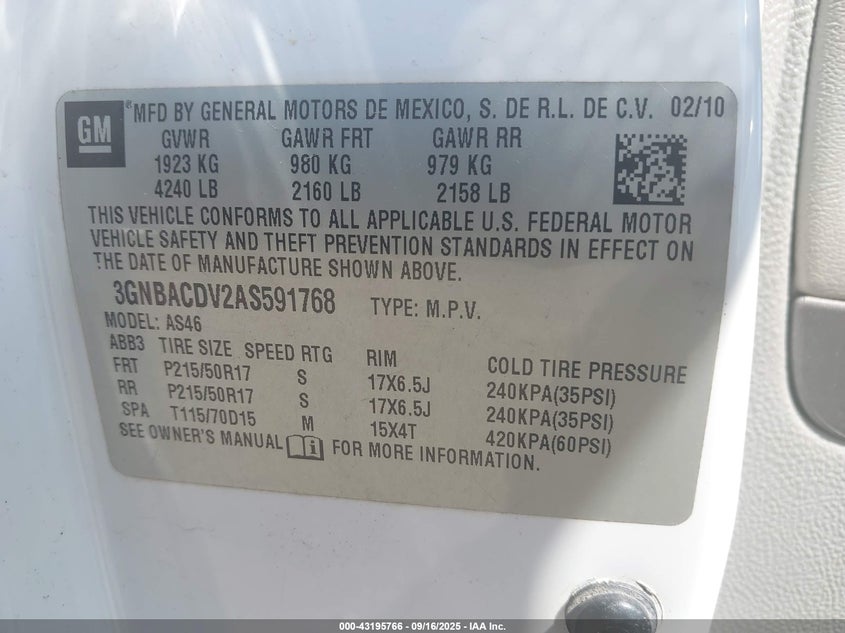 GM ®MFD BY GENERAL MOTORS DE MEXICO, S. DE R.L. DE C.V. 02/10
GVWR GAWR FRT GAWR RR
1923 KG 980 KG 979 KG
4240 LB 2160 LB 2158 LB
THIS VEHICLE CONFORMS TO ALL APPLICABLE U.S. FEDERAL MOTOR
VEHICLE SAFETY AND THEFT PREVENTION STANDARDS IN EFFECT ON
THE DATE OF MANUFACTURE SHOWN ABOVE.
3GNBACDV2AS591768 TYPE: M.P.V.
MODEL: AS46
ABB3 TIRE SIZE SPEED RTG RIM COLD TIRE PRESSURE
FRT P215/50R17 S 17X6.5J 240KPA(35PSI)
RR P215/50R17 S 17X6.5J 240KPA(35PSI)
SPA T115/70D15 M 15X4T 420KPA(60PSI)
SEE OWNER'S MANUAL i FOR MORE INFORMATION.
000-43195766 - 09/16/2025 - IAA Inc.